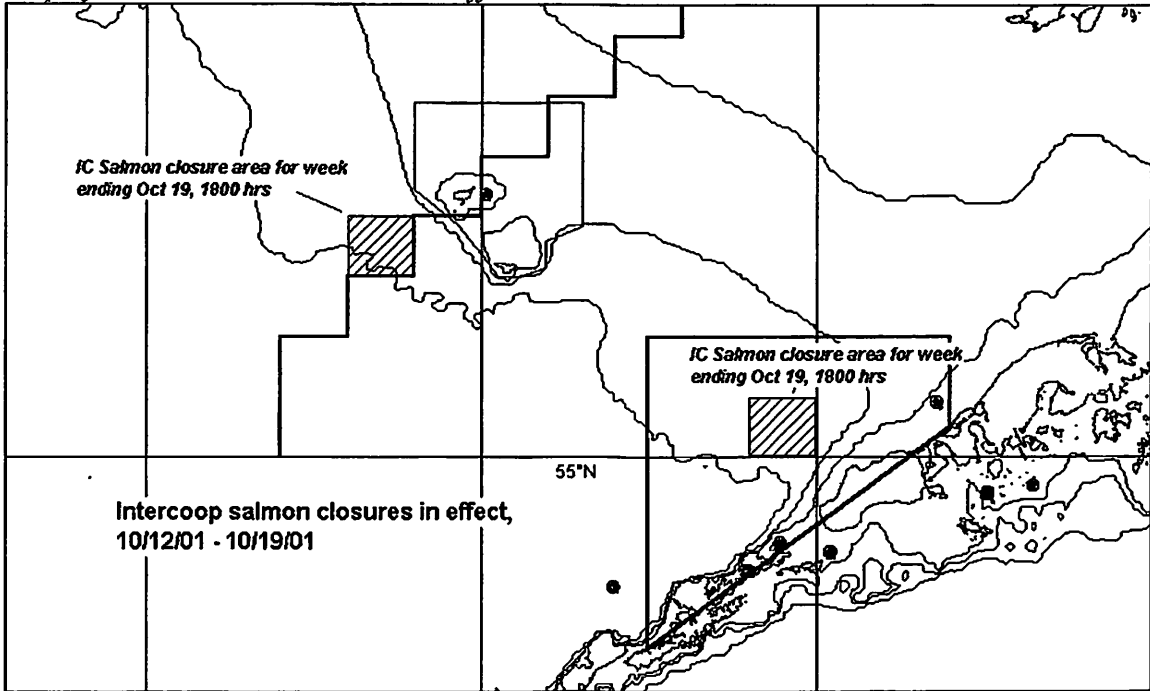 IC Salmon closure area for week
ending Oct 19, 1800 hrs
IC Salmon closure area for week
ending Oct 19, 1800 hrs
55°N
Intercoop salmon closures in effect,
10/12/01 - 10/19/01